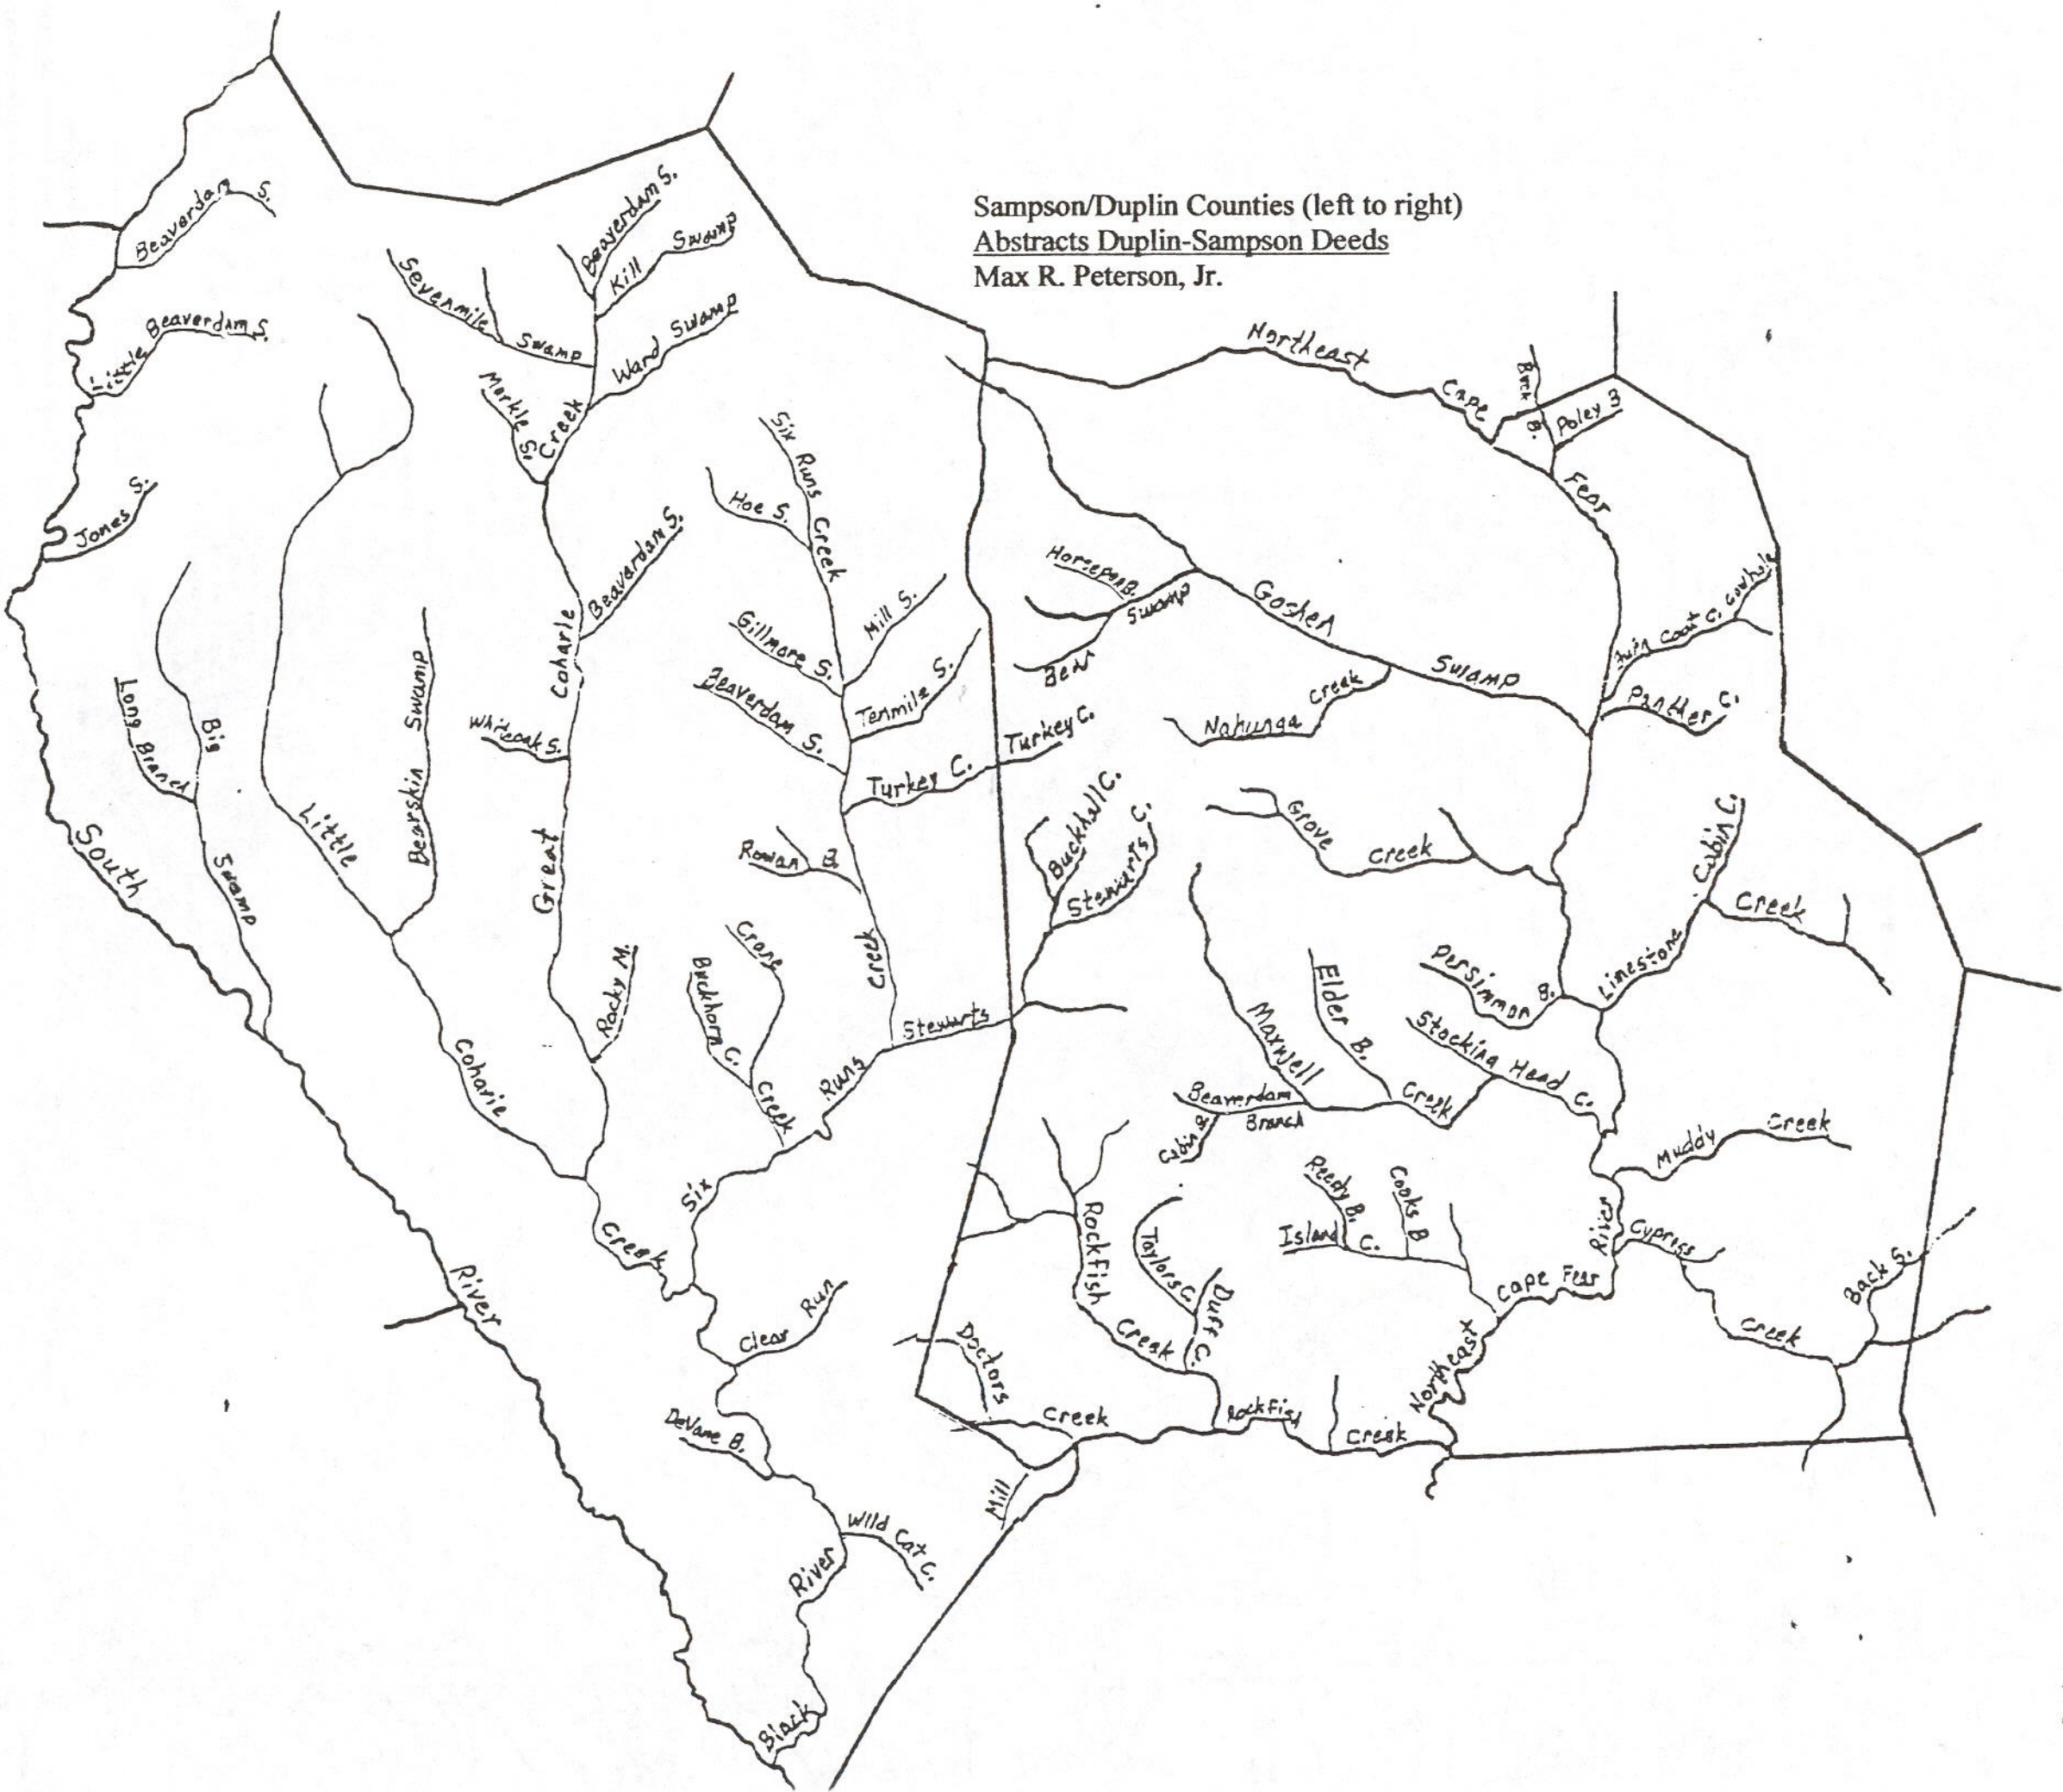 Sampson/Duplin Counties (left to right)
Abstracts Duplin-Sampson Deeds
Max R. Peterson, Jr.
Beaverdam S.
Little Beaverdam S.
Jones S.
Long Branch
Big Swamp
South River
Little Coharie Creek
Bearskin Swamp
Sevenmile Swamp
Beaverdam S.
Kill Swamp
Ward Swamp
Merkle S.
Great Coharie Creek
Beaverdam S.
Whiteoak S.
Rocky M.
Six Runs Creek
Hoe S.
Gillmore S.
Mill S.
Beaverdam S.
Tenmile S.
Turkey C.
Turkey C.
Rowan B.
Creek
Crane Creek
Buckhorn C.
Stewarts
Six Runs
Clear Run
DeVane B.
Wild Cat C.
Black River
Northeast Cape Fear River
Buck B.
Poley B
Horsepen B.
Bear Swamp
Goshen Swamp
Nahunga Creek
Coat C.
Cowhole
Panther C.
Buckhall C.
Stewarts C.
Grove Creek
Cabin C.
Limestone Creek
Persimmon B.
Elder B.
Maxwell Creek
Stocking Head C.
Beaverdam Branch
Cabin B
Muddy Creek
Reedy B.
Cooks B
Island C.
Rockfish Creek
Taylors C.
Duff C.
Cypress Creek
Back S.
Northeast Cape Fear
Doctors Creek
Rockfish Creek
Mill